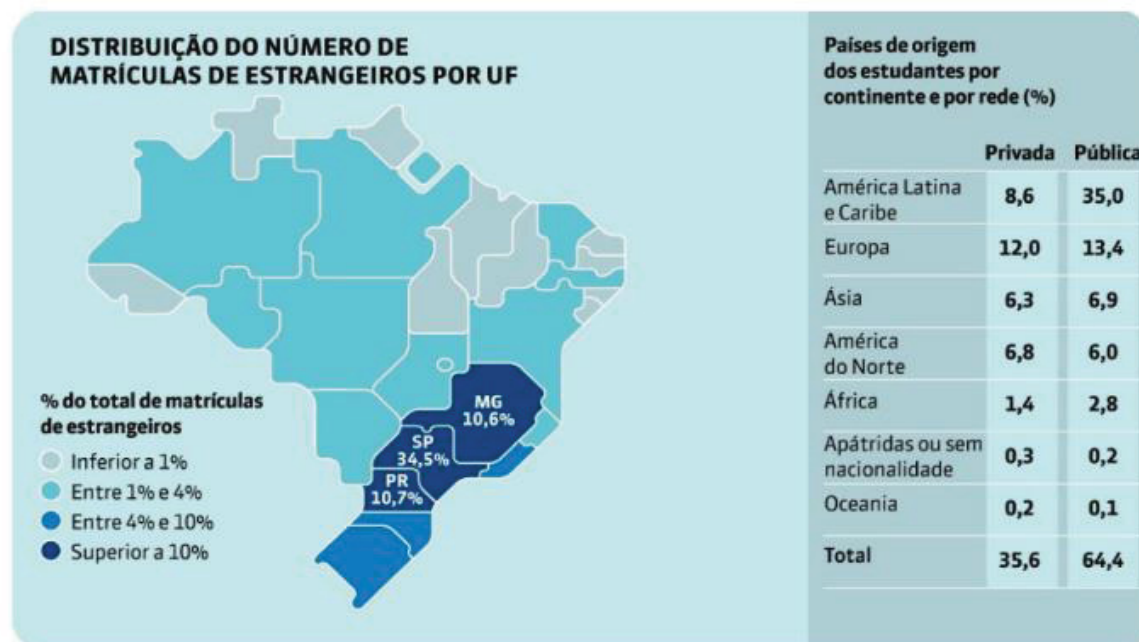 DISTRIBUIÇÃO DO NÚMERO DE
MATRÍCULAS DE ESTRANGEIROS POR UF
MG
10,6%
SP
34,5%
PR
10,7%
% do total de matrículas
de estrangeiros
Inferior a 1%
Entre 1% e 4%
Entre 4% e 10%
Superior a 10%
Países de origem
dos estudantes por
continente e por rede (%)
Privada Pública
América Latina
e Caribe 8,6 35,0
Europa 12,0 13,4
Ásia 6,3 6,9
América
do Norte 6,8 6,0
África 1,4 2,8
Apátridas ou sem
nacionalidade 0,3 0,2
Oceania 0,2 0,1
Total 35,6 64,4